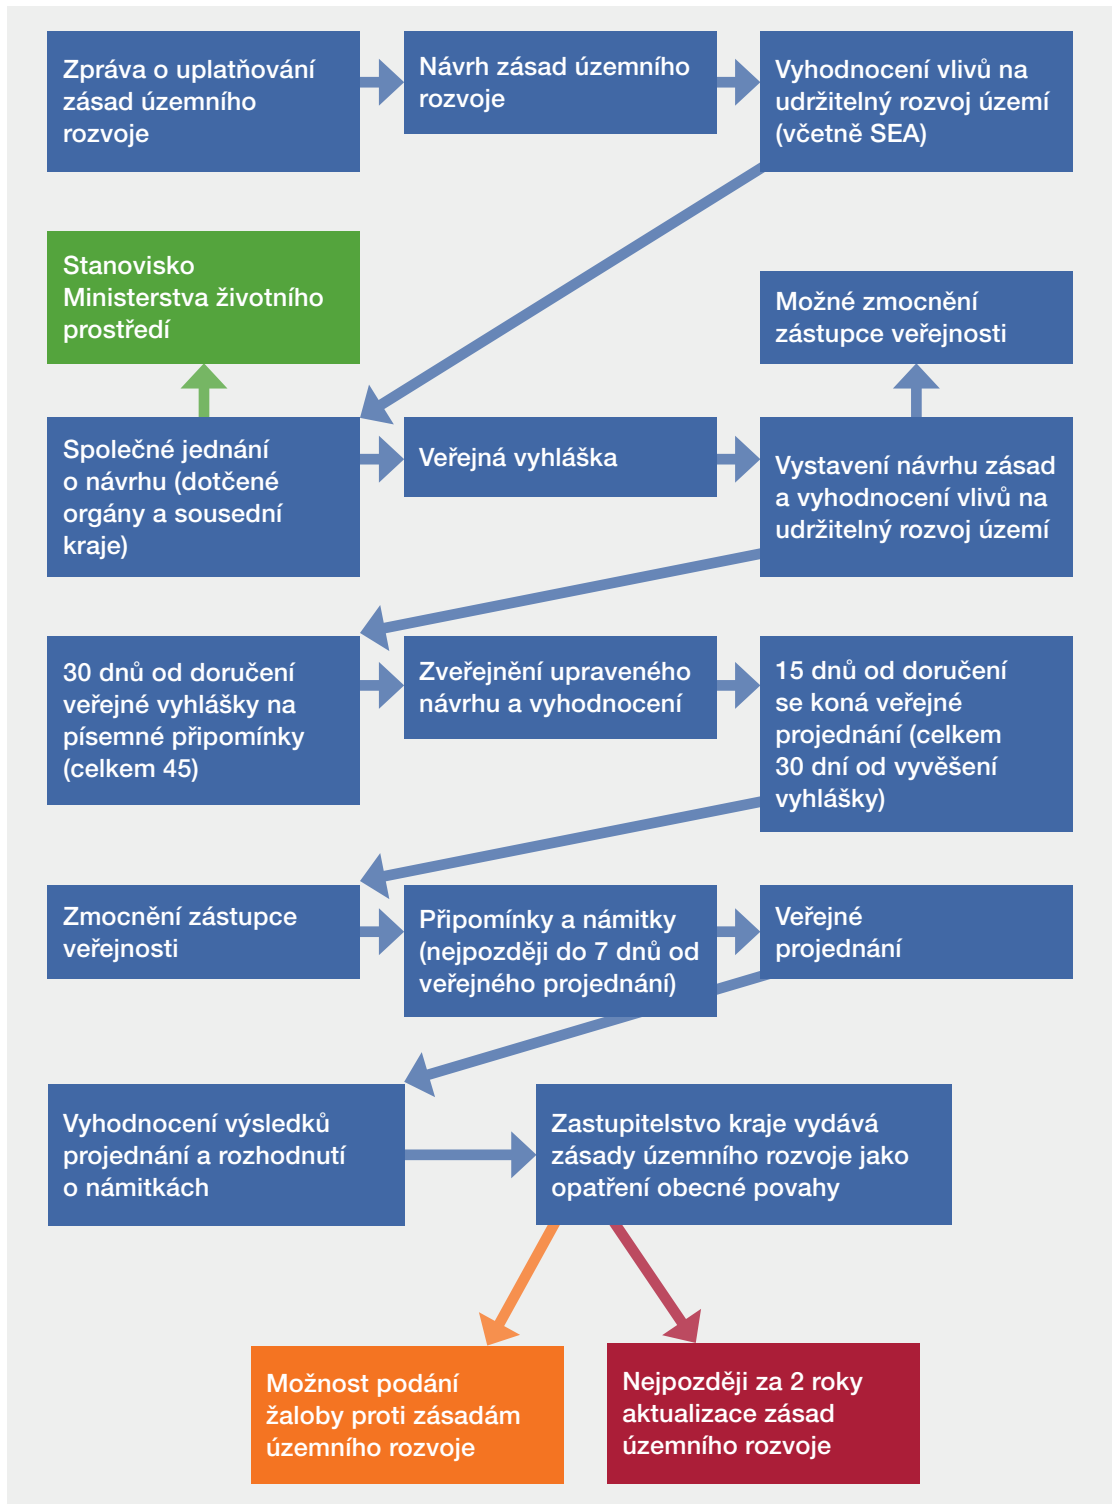 Zpráva o uplatňování
zásad územního
rozvoje
Návrh zásad územního
rozvoje
Vyhodnocení vlivů na
udržitelný rozvoj území
(včetně SEA)
Stanovisko
Ministerstva životního
prostředí
Možné zmocnění
zástupce veřejnosti
Společné jednání
o návrhu (dotčené
orgány a sousední
kraje)
Veřejná vyhláška
Vystavení návrhu zásad
a vyhodnocení vlivů na
udržitelný rozvoj území
30 dnů od doručení
veřejné vyhlášky na
písemné připomínky
(celkem 45)
Zveřejnění upraveného
návrhu a vyhodnocení
15 dnů od doručení
se koná veřejné
projednání (celkem
30 dní od vyvěšení
vyhlášky)
Zmocnění zástupce
veřejnosti
Připomínky a námitky
(nejpozději do 7 dnů od
veřejného projednání)
Veřejné
projednání
Vyhodnocení výsledků
projednání a rozhodnutí
o námitkách
Zastupitelstvo kraje vydává
zásady územního rozvoje jako
opatření obecné povahy
Možnost podání
žaloby proti zásadám
územního rozvoje
Nejpozději za 2 roky
aktualizace zásad
územního rozvoje